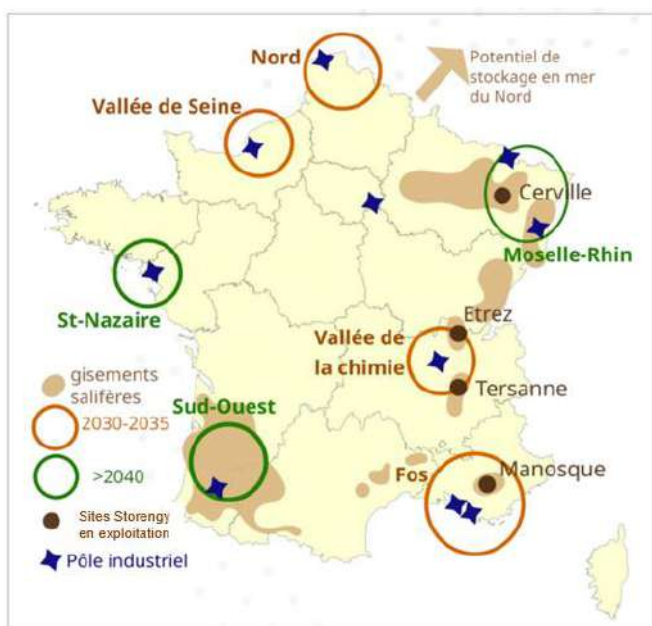 Nord
Potentiel de
stockage en mer
du Nord
Vallée de Seine
Cerville
Moselle-Rhin
St-Nazaire
Etrez
Vallée de
la chimie
Tersanne
gisements
salifères
Sud-Ouest
2030-2035
Fos
Manosque
>2040
Sites Storengy
en exploitation
Pôle industriel